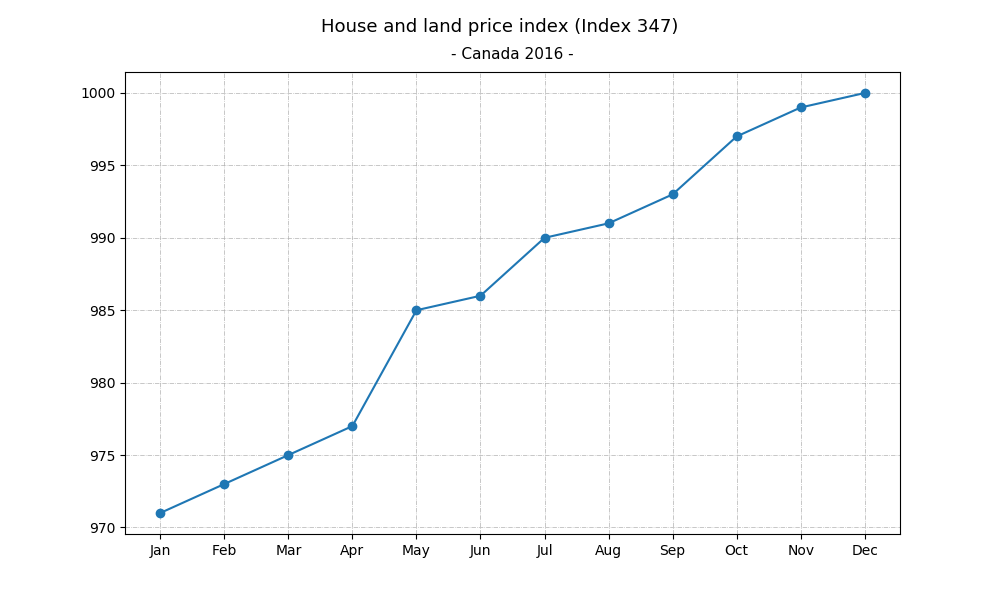 House and land price index (Index 347)
- Canada 2016 -
1000
995
990
985
980
975
970
Jan Feb Mar Apr May Jun Jul Aug Sep Oct Nov Dec